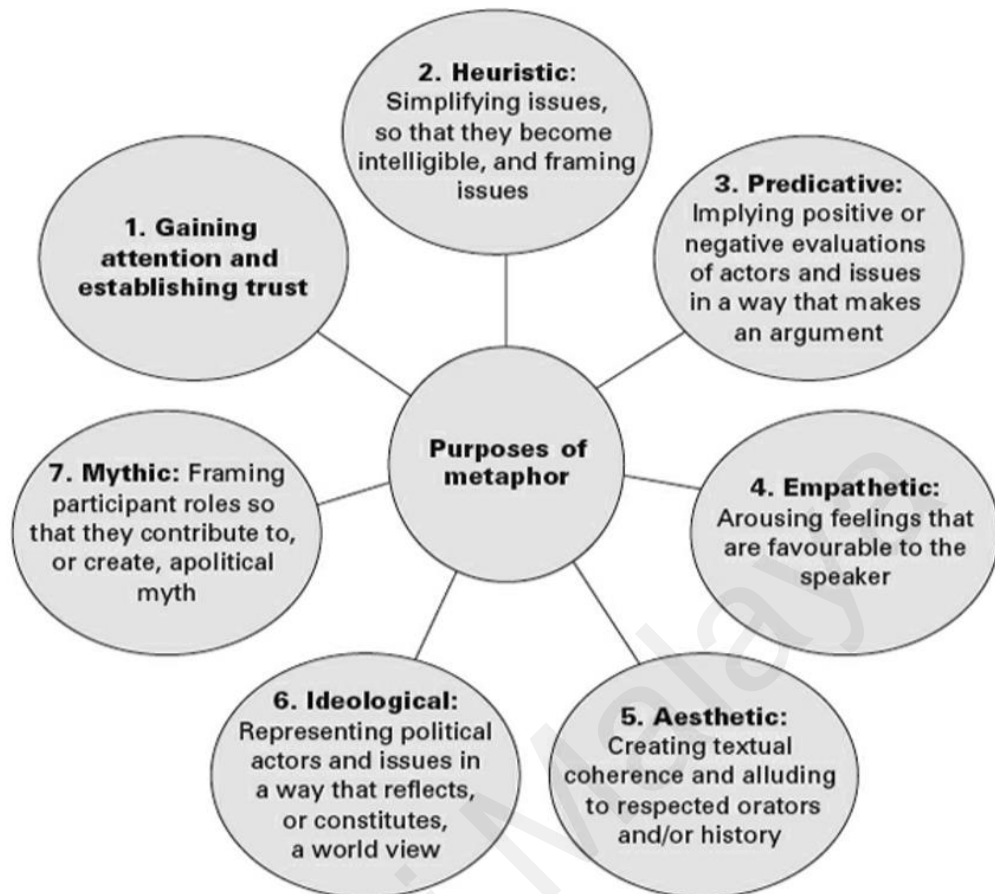 2. Heuristic:
Simplifying issues,
so that they become
intelligible, and framing
issues
1. Gaining
attention and
establishing trust
3. Predicative:
Implying positive or
negative evaluations
of actors and issues
in a way that makes
an argument
Purposes of
metaphor
7. Mythic: Framing
participant roles so
that they contribute to,
or create, apolitical
myth
4. Empathetic:
Arousing feelings that
are favourable to the
speaker
6. Ideological:
Representing political
actors and issues in
a way that reflects,
or constitutes,
a world view
5. Aesthetic:
Creating textual
coherence and alluding
to respected orators
and/or history
Malaya